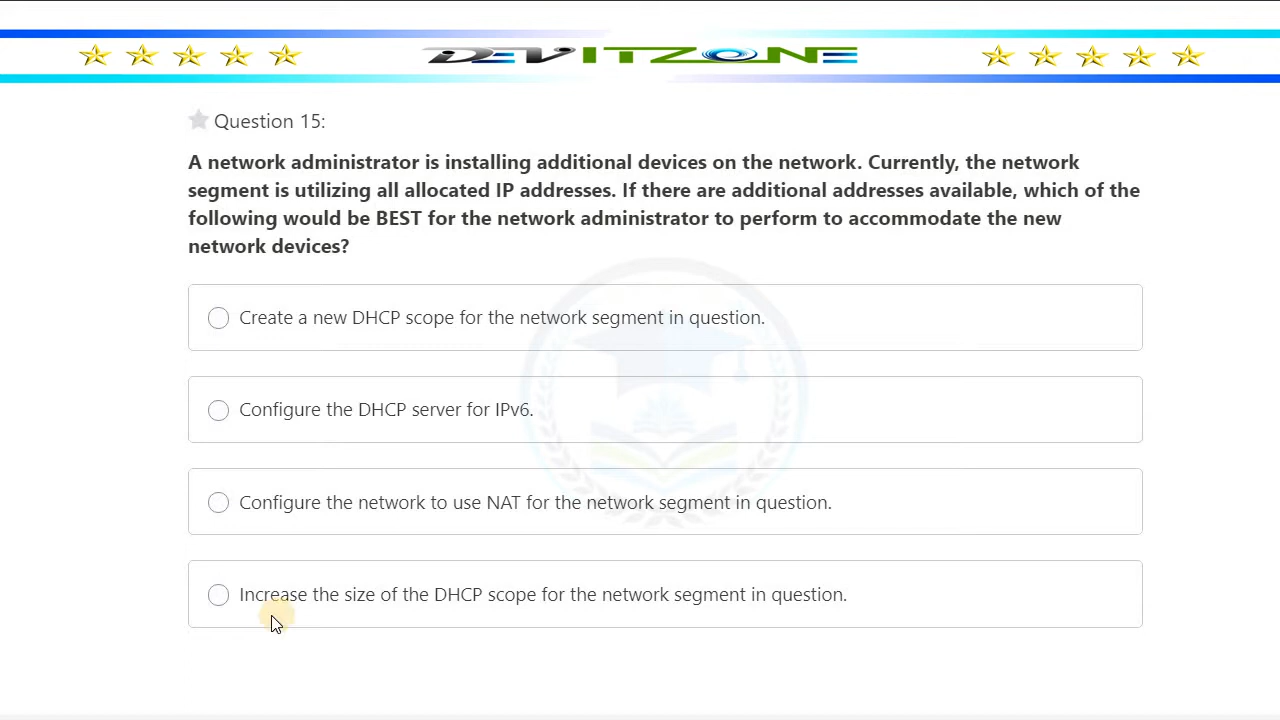 DEVITZONE
Question 15:
A network administrator is installing additional devices on the network. Currently, the network
segment is utilizing all allocated IP addresses. If there are additional addresses available, which of the
following would be BEST for the network administrator to perform to accommodate the new
network devices?
Create a new DHCP scope for the network segment in question.
Configure the DHCP server for IPv6.
Configure the network to use NAT for the network segment in question.
Increase the size of the DHCP scope for the network segment in question.